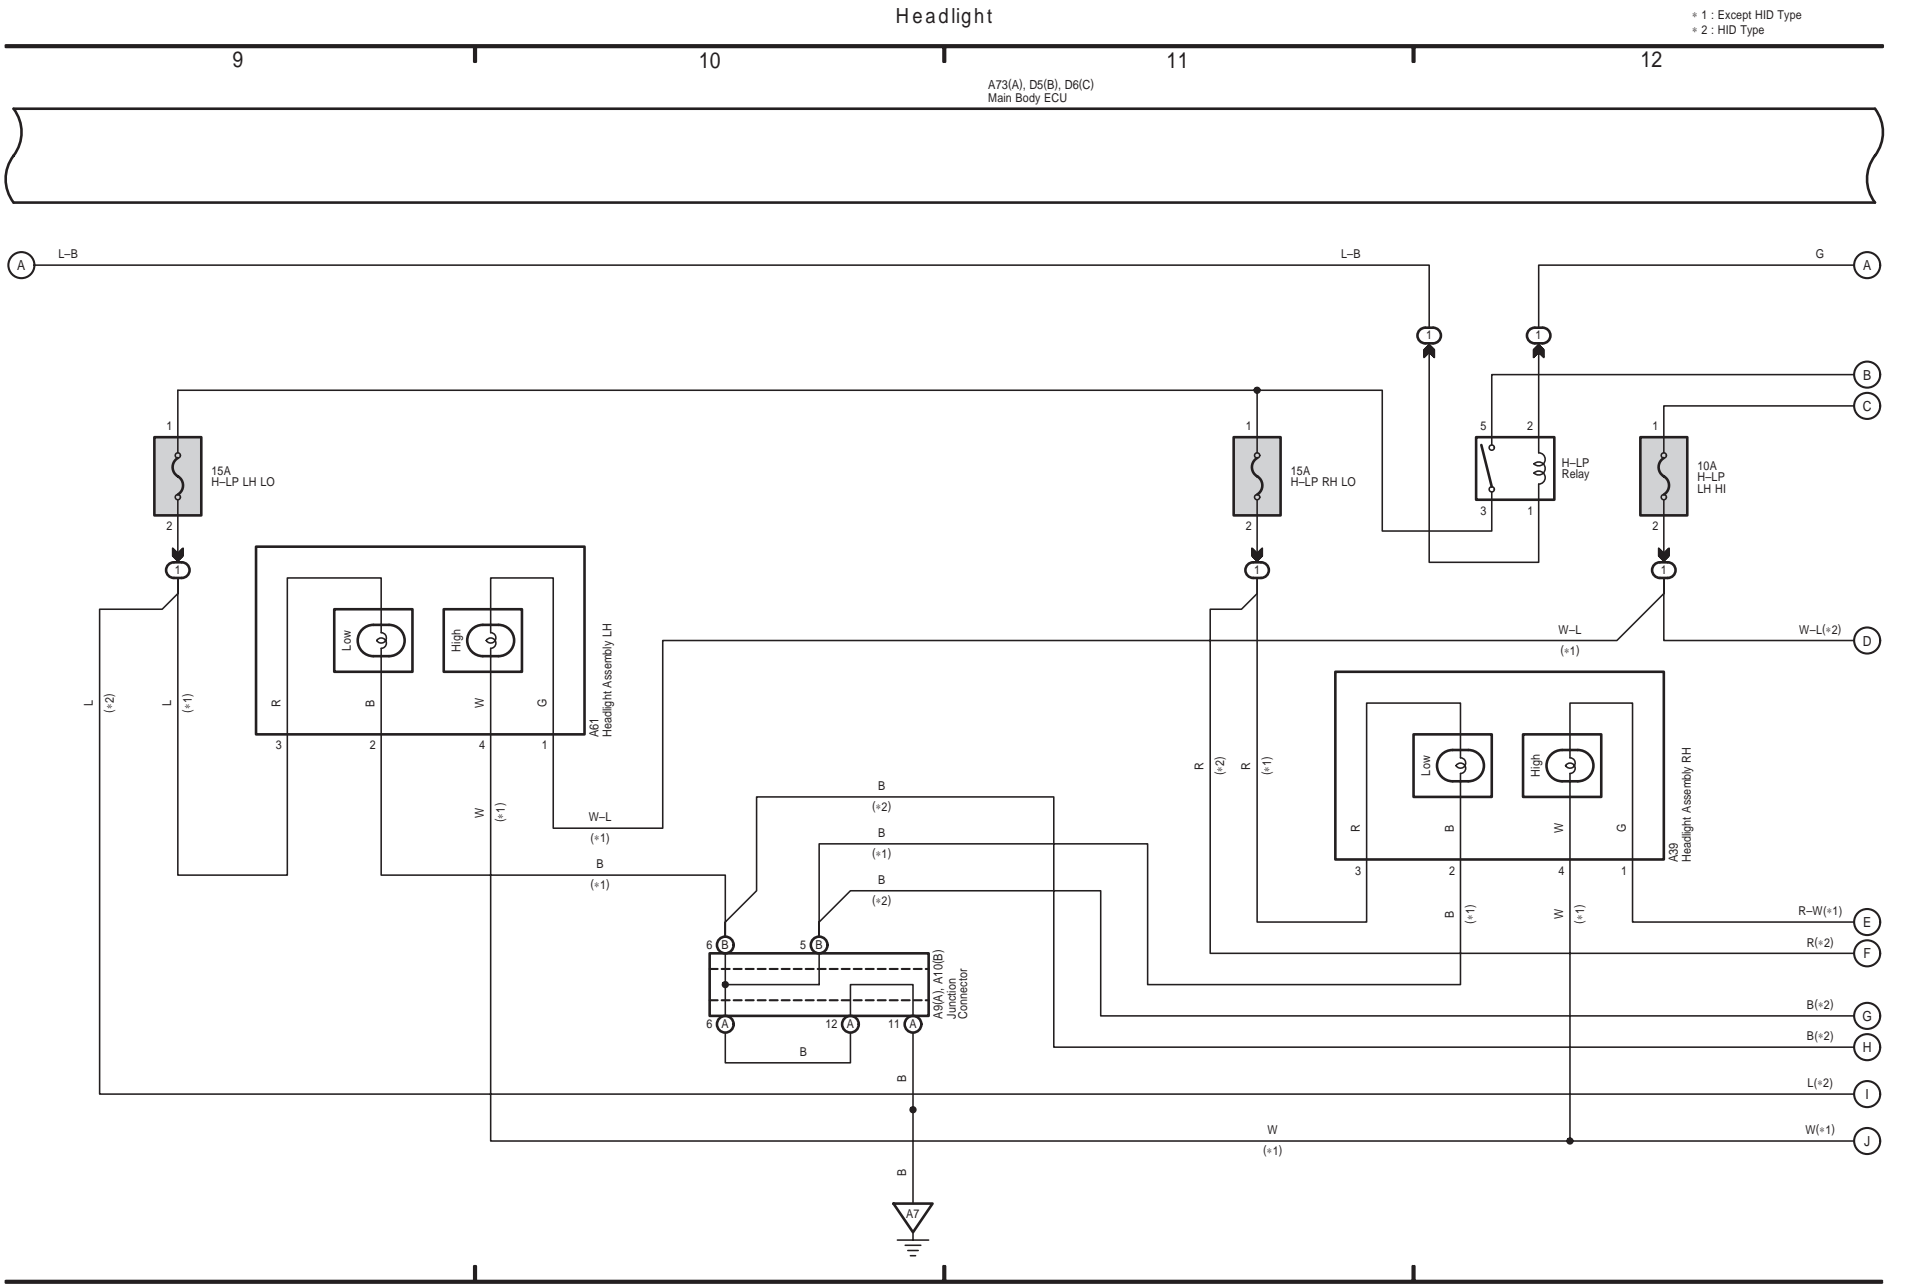 Headlight
∗ 1 : Except HID Type
∗ 2 : HID Type
9
10
11
12
A73(A), D5(B), D6(C)
Main Body ECU
A
L–B
L–B
G
A
1
1
B
C
1
15A
H–LP LH LO
2
1
1
15A
H–LP RH LO
2
1
5
2
H–LP
Relay
3
1
1
10A
H–LP
LH HI
2
1
Low
High
R
B
W
G
3
2
4
1
A61
Headlight Assembly LH
L
(∗2)
L
(∗1)
W–L
(∗1)
W–L(∗2)
D
W
(∗1)
W–L
(∗1)
B
(∗1)
B
(∗2)
B
(∗1)
B
(∗2)
R
(∗2)
R
(∗1)
Low
High
R
B
W
G
3
2
4
1
A39
Headlight Assembly RH
B
(∗1)
W
(∗1)
R–W(∗1)
E
R(∗2)
F
6
B
5
B
A9(A), A10(B)
Junction
Connector
6
A
12
A
11
A
B
B
B(∗2)
G
B(∗2)
H
L(∗2)
I
W
(∗1)
W(∗1)
J
B
A7